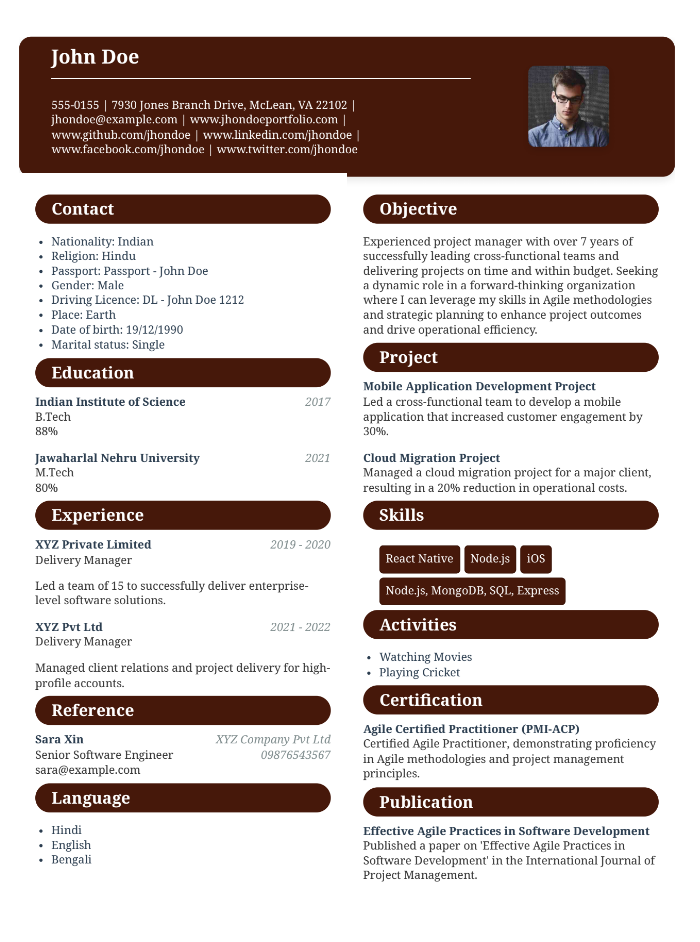 John Doe
555-0155 | 7930 Jones Branch Drive, McLean, VA 22102 |
jhondoe@example.com | www.jhondoeportfolio.com |
www.github.com/jhondoe | www.linkedin.com/jhondoe |
www.facebook.com/jhondoe | www.twitter.com/jhondoe
Contact
• Nationality: Indian
• Religion: Hindu
• Passport: Passport - John Doe
• Gender: Male
• Driving Licence: DL - John Doe 1212
• Place: Earth
• Date of birth: 19/12/1990
• Marital status: Single
Education
Indian Institute of Science 2017
B.Tech
88%
Jawaharlal Nehru University 2021
M.Tech
80%
Experience
XYZ Private Limited 2019 - 2020
Delivery Manager
Led a team of 15 to successfully deliver enterprise-
level software solutions.
XYZ Pvt Ltd 2021 - 2022
Delivery Manager
Managed client relations and project delivery for high-
profile accounts.
Reference
Sara Xin XYZ Company Pvt Ltd
Senior Software Engineer 09876543567
sara@example.com
Language
• Hindi
• English
• Bengali
Objective
Experienced project manager with over 7 years of
successfully leading cross-functional teams and
delivering projects on time and within budget. Seeking
a dynamic role in a forward-thinking organization
where I can leverage my skills in Agile methodologies
and strategic planning to enhance project outcomes
and drive operational efficiency.
Project
Mobile Application Development Project
Led a cross-functional team to develop a mobile
application that increased customer engagement by
30%.
Cloud Migration Project
Managed a cloud migration project for a major client,
resulting in a 20% reduction in operational costs.
Skills
React Native Node.js iOS
Node.js, MongoDB, SQL, Express
Activities
• Watching Movies
• Playing Cricket
Certification
Agile Certified Practitioner (PMI-ACP)
Certified Agile Practitioner, demonstrating proficiency
in Agile methodologies and project management
principles.
Publication
Effective Agile Practices in Software Development
Published a paper on 'Effective Agile Practices in
Software Development' in the International Journal of
Project Management.